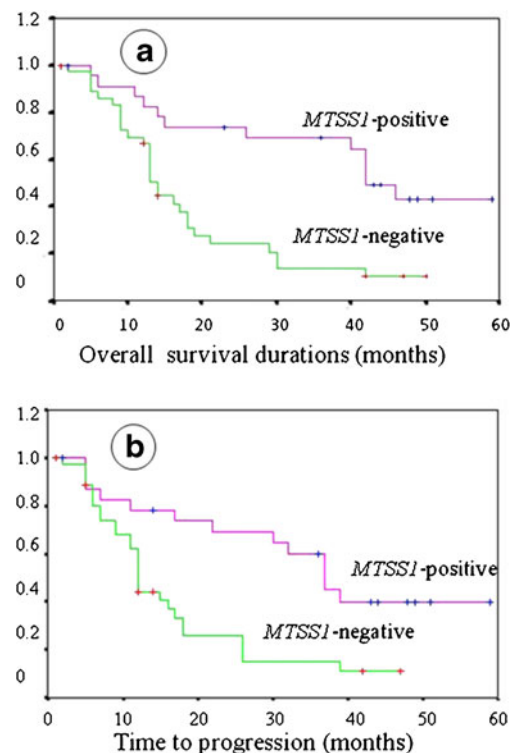 1.2
a
1.0
0.8
MTSS1-positive
0.6
0.4
MTSS1-negative
0.2
0
0 10 20 30 40 50 60
Overall survival durations (months)
1.2
b
1.0
0.8
0.6
MTSS1-positive
0.4
MTSS1-negative
0.2
0
0 10 20 30 40 50 60
Time to progression (months)